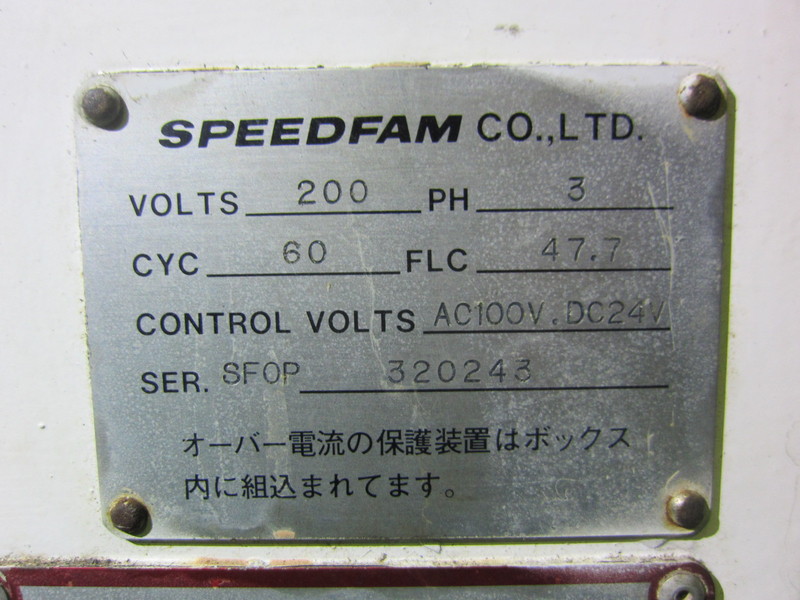 SPEEDFAM CO.,LTD.
VOLTS 200 PH 3
CYC 60 FLC 47.7
CONTROL VOLTS AC100V.DC24V
SER. SFOP 320243
オーバー電流の保護装置はボックス
内に組込まれてます。